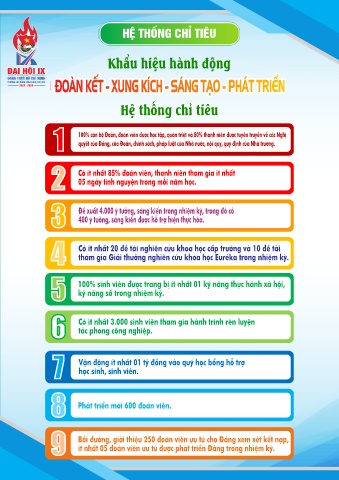 HỆ THỐNG CHỈ TIÊU
ĐẠI HỘI IX
Khẩu hiệu hành động
ĐOÀN KẾT - XUNG KÍCH - SÁNG TẠO - PHÁT TRIỂN
Hệ thống chỉ tiêu
1
100% cán bộ Đoàn, đoàn viên được học tập, quán triệt và 80% thanh niên được tuyên truyền về các Nghị
quyết của Đảng, của Đoàn, chính sách, pháp luật của Nhà nước, nội quy, quy định của Nhà trường.
2
Có ít nhất 85% đoàn viên, thanh niên tham gia ít nhất
05 ngày tình nguyện trong mỗi năm học.
3
Đề xuất 4.000 ý tưởng, sáng kiến trong nhiệm kỳ, trong đó có
400 ý tưởng, sáng kiến được hỗ trợ hiện thực hóa.
4
Có ít nhất 20 đề tài nghiên cứu khoa học cấp trường và 10 đề tài
tham gia Giải thưởng nghiên cứu khoa học Euréka trong nhiệm kỳ.
5
100% sinh viên được trang bị ít nhất 01 kỹ năng thực hành xã hội,
kỹ năng số trong nhiệm kỳ.
6
Có ít nhất 3.000 sinh viên tham gia hành trình rèn luyện
tác phong công nghiệp.
7
Vận động ít nhất 01 tỷ đồng vào quỹ học bổng hỗ trợ
học sinh, sinh viên.
8
Phát triển mới 600 đoàn viên.
9
Bồi dưỡng, giới thiệu 250 đoàn viên ưu tú cho Đảng xem xét kết nạp,
ít nhất 05 đoàn viên ưu tú được phát triển Đảng trong nhiệm kỳ.